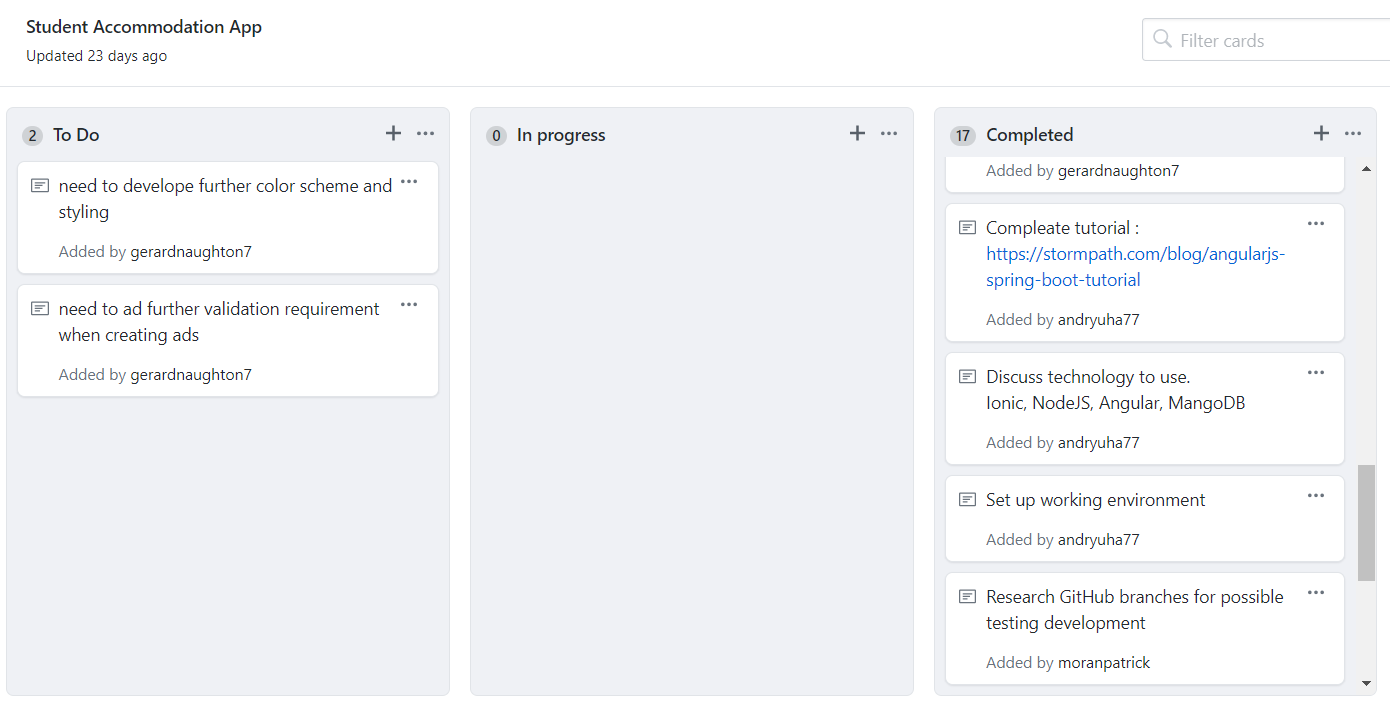 Student Accommodation App
Updated 23 days ago
Filter cards
2 To Do
need to develope further color scheme and
styling
Added by gerardnaughton7
need to ad further validation requirement
when creating ads
Added by gerardnaughton7
0 In progress
17 Completed
Added by gerardnaughton7
Compleate tutorial :
https://stormpath.com/blog/angularjs-
spring-boot-tutorial
Added by andryuha77
Discuss technology to use.
Ionic, NodeJS, Angular, MangoDB
Added by andryuha77
Set up working environment
Added by andryuha77
Research GitHub branches for possible
testing development
Added by moranpatrick